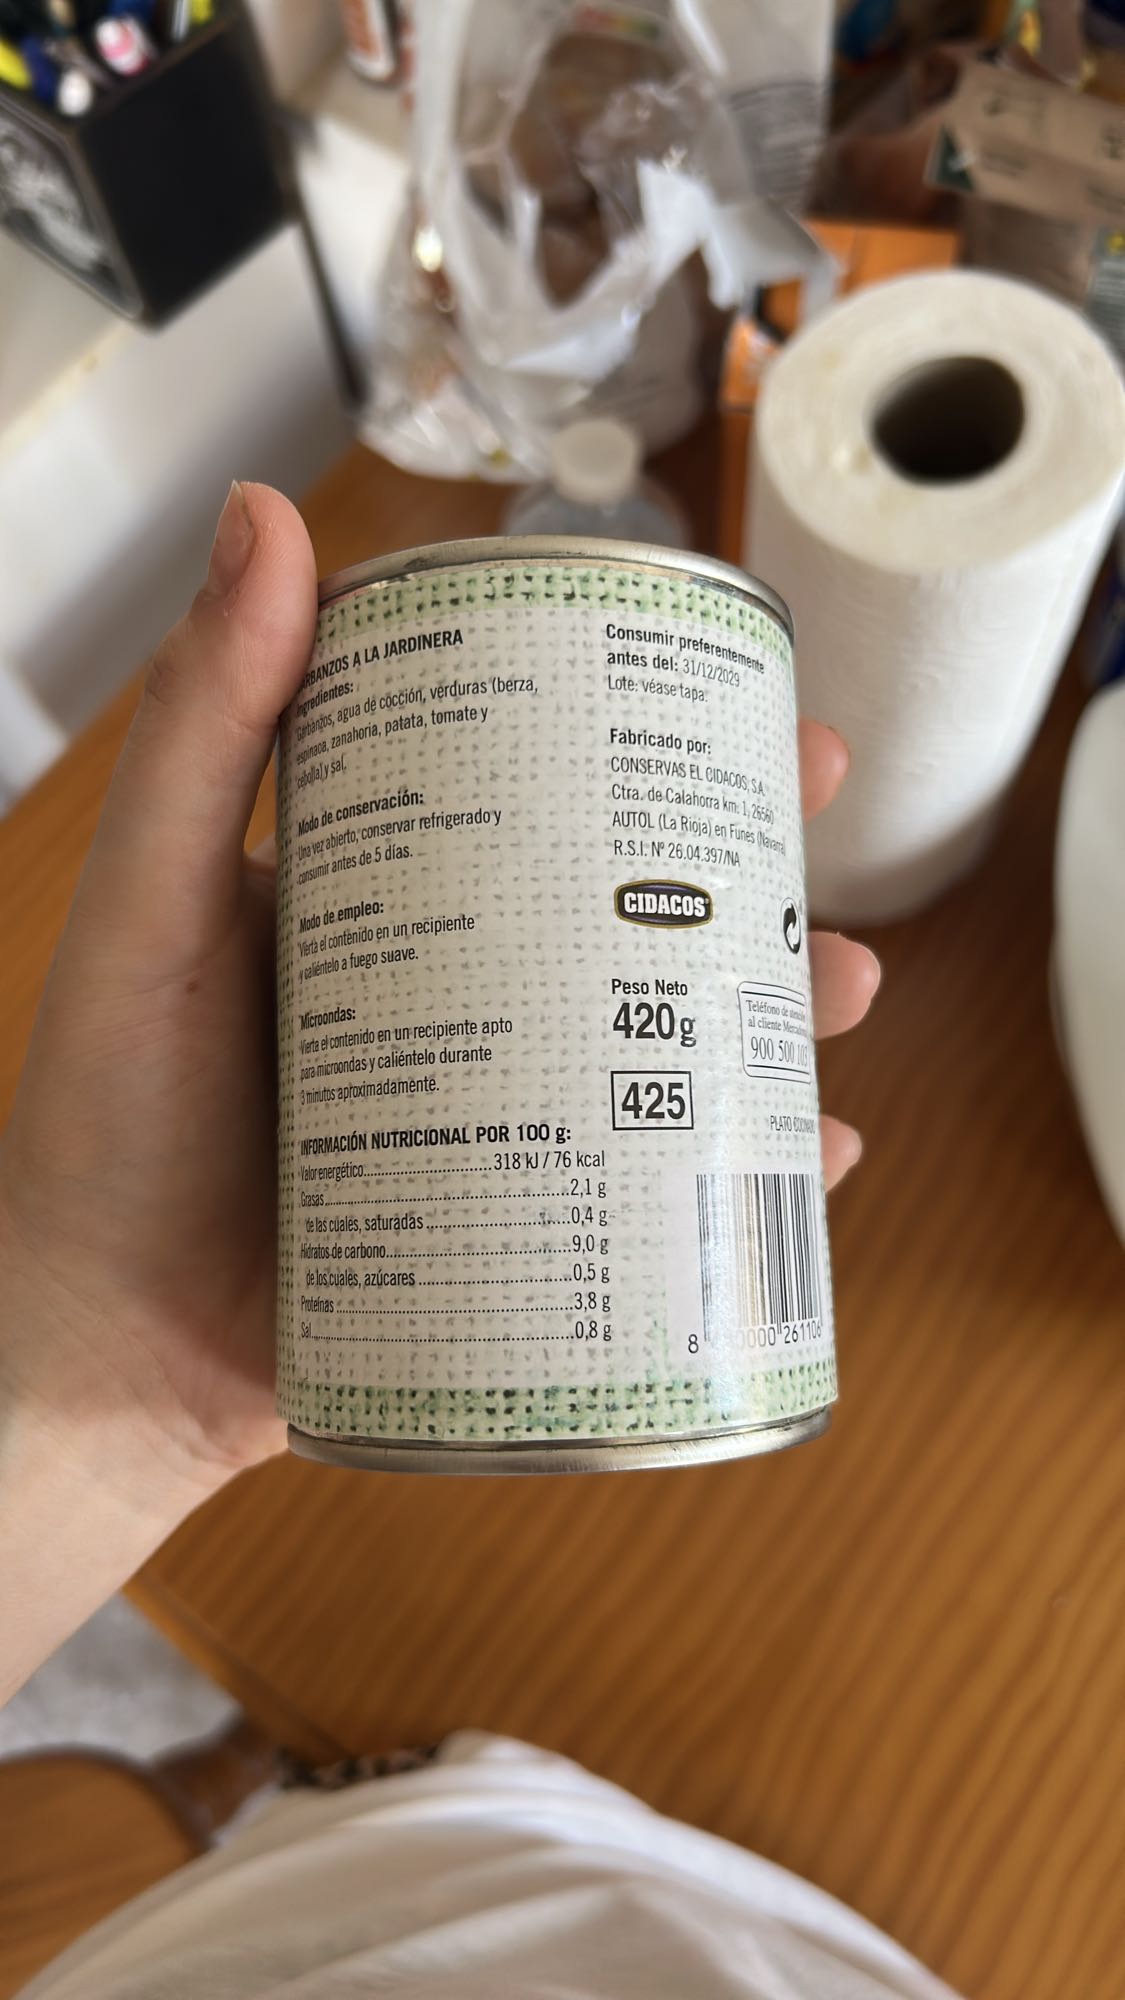 GARBANZOS A LA JARDINERA
Ingredientes:
Garbanzos, agua de cocción, verduras (berza,
espinaca, zanahoria, patata, tomate y
cebolla) y sal.
Modo de conservación:
Una vez abierto, conservar refrigerado y
consumir antes de 5 días.
Modo de empleo:
Vierta el contenido en un recipiente
y caliéntelo a fuego suave.
Microondas:
Vierta el contenido en un recipiente apto
para microondas y caliéntelo durante
3 minutos aproximadamente.
INFORMACIÓN NUTRICIONAL POR 100 g:
Valor energético..............................318 kJ / 76 kcal
Grasas..............................2,1 g
de las cuales, saturadas..............................0,4 g
Hidratos de carbono..............................9,0 g
de los cuales, azúcares..............................0,5 g
Proteínas..............................3,8 g
Sal..............................0,8 g
Consumir preferentemente
antes del: 31/12/2029
Lote: véase tapa.
Fabricado por:
CONSERVAS EL CIDACOS, S.A.
Ctra. de Calahorra km. 1, 26560
AUTOL (La Rioja) en Funes (Navarra)
R.S.I. Nº 26.04.397/NA
CIDACOS
Peso Neto
420 g
425
Teléfono de atención
al cliente Mercadona
900 500 103
PLATO COCINADO
8 0000 261106